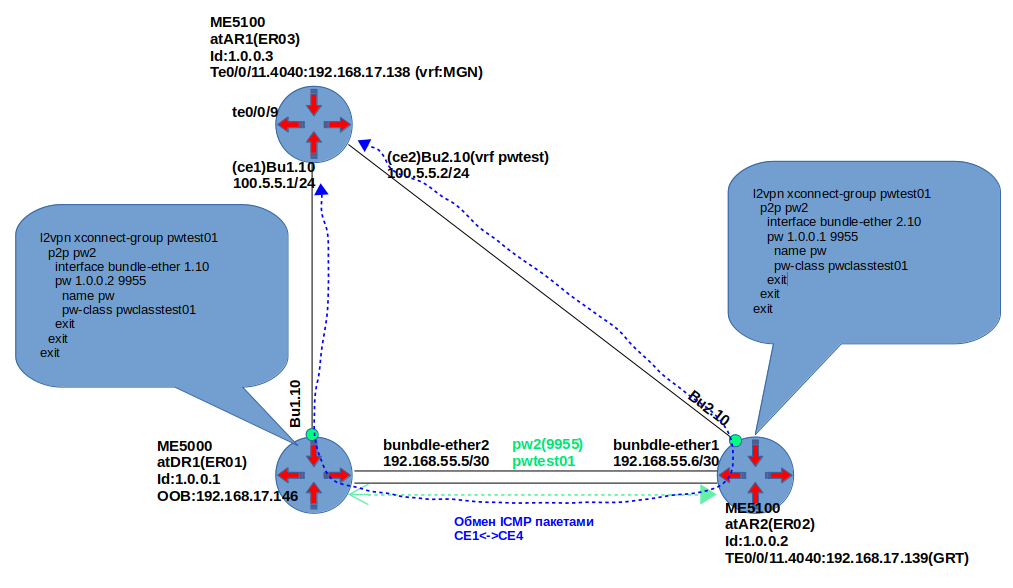 ME5100
atAR1(ER03)
Id:1.0.0.3
Te0/0/11.4040:192.168.17.138 (vrf:MGN)
te0/0/9
(ce1)Bu1.10
100.5.5.1/24
(ce2)Bu2.10(vrf pwtest)
100.5.5.2/24
l2vpn xconnect-group pwtest01
p2p pw2
interface bundle-ether 1.10
pw 1.0.0.2 9955
name pw
pw-class pwclasstest01
exit
exit
exit
l2vpn xconnect-group pwtest01
p2p pw2
interface bundle-ether 2.10
pw 1.0.0.1 9955
name pw
pw-class pwclasstest01
exit
exit
exit
Bu1.10
Bu2.10
ME5000
atDR1(ER01)
Id:1.0.0.1
OOB:192.168.17.146
bunbdle-ether2
192.168.55.5/30
pw2(9955)
pwtest01
bunbdle-ether1
192.168.55.6/30
Обмен ICMP пакетами
CE1<->CE4
ME5100
atAR2(ER02)
Id:1.0.0.2
TE0/0/11.4040:192.168.17.139(GRT)